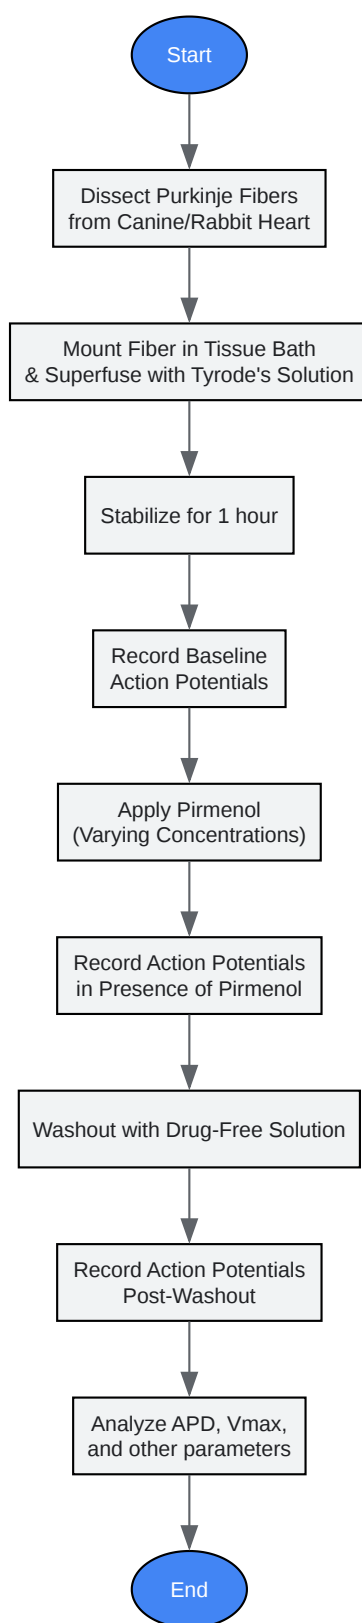 Start
Dissect Purkinje Fibers
from Canine/Rabbit Heart
Mount Fiber in Tissue Bath
& Superfuse with Tyrode's Solution
Stabilize for 1 hour
Record Baseline
Action Potentials
Apply Pirmenol
(Varying Concentrations)
Record Action Potentials
in Presence of Pirmenol
Washout with Drug-Free Solution
Record Action Potentials
Post-Washout
Analyze APD, Vmax,
and other parameters
End